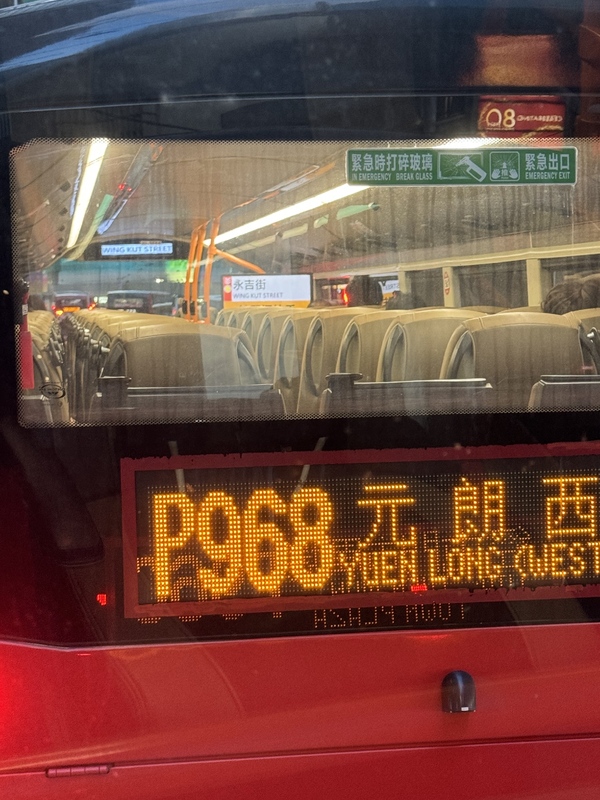 08
緊急時打碎玻璃
IN EMERGENCY BREAK GLASS
緊急出口
EMERGENCY EXIT
WING KUT STREET
永吉街
WING KUT STREET
P968 元朗西
YUEN LONG (WEST